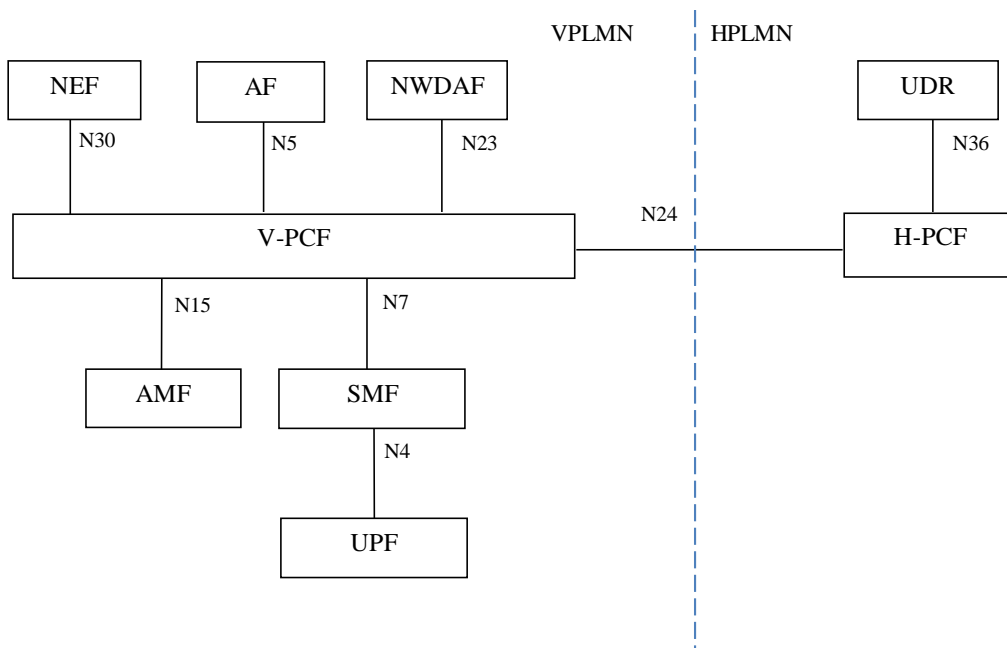 VPLMN
HPLMN
NEF
AF
NWDAF
UDR
N30
N5
N23
N36
V-PCF
N24
H-PCF
N15
N7
AMF
SMF
N4
UPF